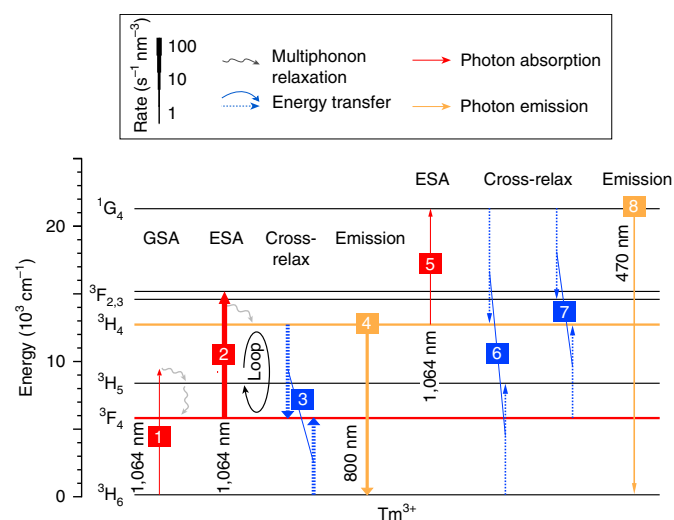 Rate (s⁻¹ nm⁻³)
100
10
1
Multiphonon
relaxation
Energy transfer
Photon absorption
Photon emission
Energy (10³ cm⁻¹)
20
10
0
¹G₄
³F₂,₃
³H₄
³H₅
³F₄
³H₆
GSA
ESA
Cross-
relax
Emission
ESA
Cross-relax
Emission
1
2
3
4
5
6
7
8
Loop
1,064 nm
1,064 nm
800 nm
1,064 nm
470 nm
Tm³⁺